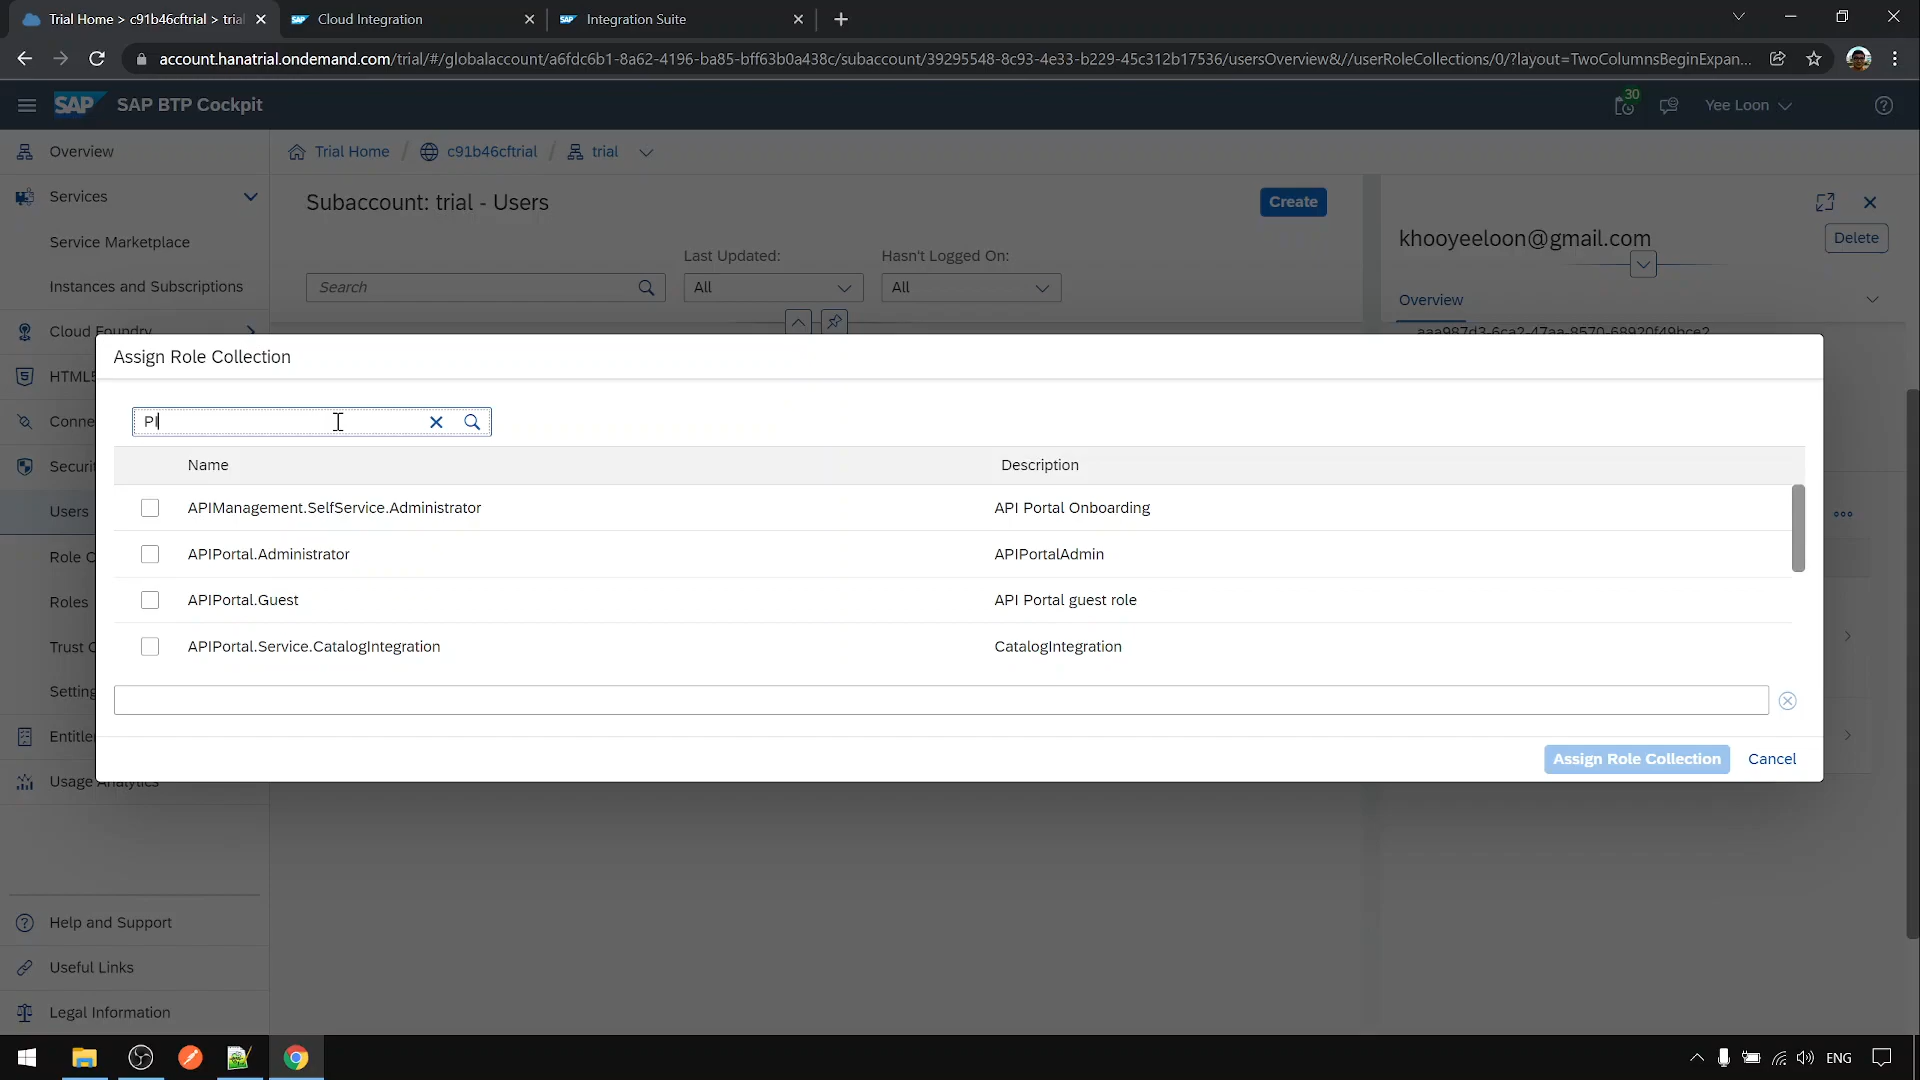 Trial Home > c91b46cftrial > trial
Cloud Integration
Integration Suite
account.hanatrial.ondemand.com/trial/#/globalaccount/a6fdc6b1-8a62-4196-ba85-bff63b0a438c/subaccount/39295548-8c93-4e33-b229-45c312b17536/usersOverview&//userRoleCollections/0/?layout=TwoColumnsBeginExpan...
SAP
SAP BTP Cockpit
30
Yee Loon
Overview
Trial Home / c91b46cftrial / trial
Services
Subaccount: trial - Users
Create
Service Marketplace
khooyeeloon@gmail.com
Delete
Last Updated:
Hasn't Logged On:
Instances and Subscriptions
Search
All
All
Overview
Cloud Foundry
aaa987d3-6ca2-47aa-8570-68920f49bce2
Assign Role Collection
HTML5
Conne
PI
Securi
Name
Description
Users
APIManagement.SelfService.Administrator
API Portal Onboarding
Role C
APIPortal.Administrator
APIPortalAdmin
Roles
APIPortal.Guest
API Portal guest role
Trust C
APIPortal.Service.CatalogIntegration
CatalogIntegration
Setting
Entitle
Assign Role Collection
Cancel
Usage Analytics
Help and Support
Useful Links
Legal Information
ENG